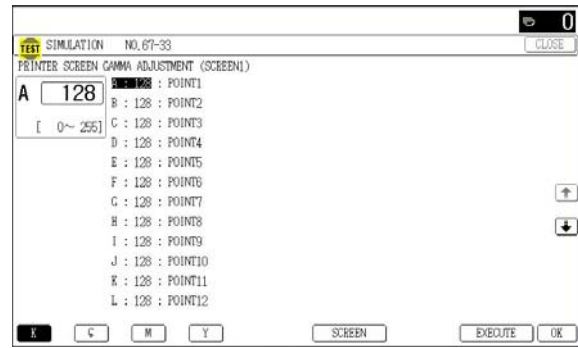 0
TEST SIMULATION NO.67-33 CLOSE
PRINTER SCREEN GAMMA ADJUSTMENT (SCREEN1)
A 128
[ 0~ 255]
A : 128 : POINT1
B : 128 : POINT2
C : 128 : POINT3
D : 128 : POINT4
E : 128 : POINT5
F : 128 : POINT6
G : 128 : POINT7
H : 128 : POINT8
I : 128 : POINT9
J : 128 : POINT10
K : 128 : POINT11
L : 128 : POINT12
K C M Y SCREEN EXECUTE OK